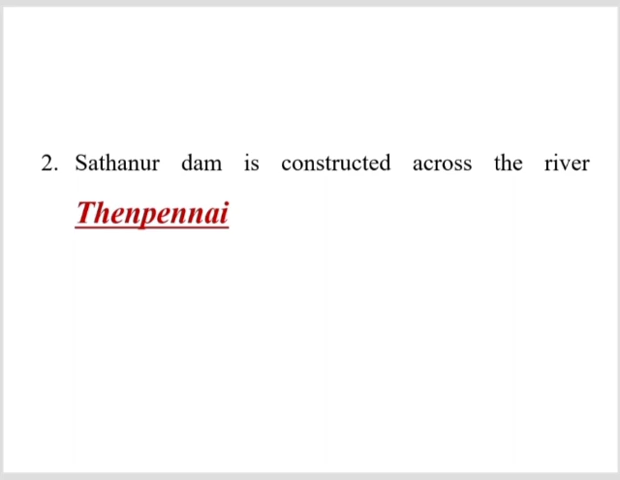 2. Sathanur dam is constructed across the river
Thenpennai